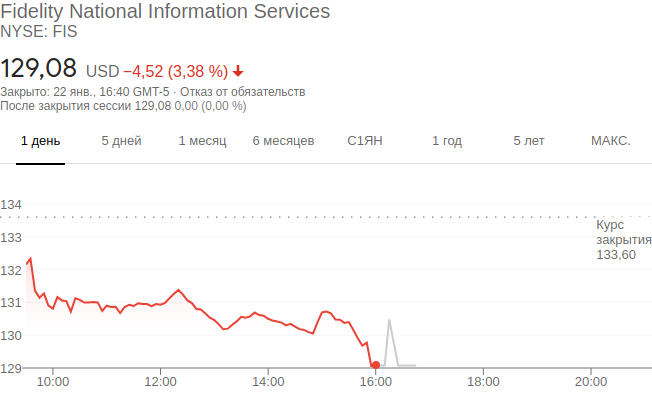 Fidelity National Information Services
NYSE: FIS
129,08 USD −4,52 (3,38 %)
Закрыто: 22 янв., 16:40 GMT-5 · Отказ от обязательств
После закрытия сессии 129,08 0,00 (0,00 %)
1 день 5 дней 1 месяц 6 месяцев С1ЯН 1 год 5 лет МАКС.
134
Курс
закрытия
133,60
133
132
131
130
129
10:00 12:00 14:00 16:00 18:00 20:00